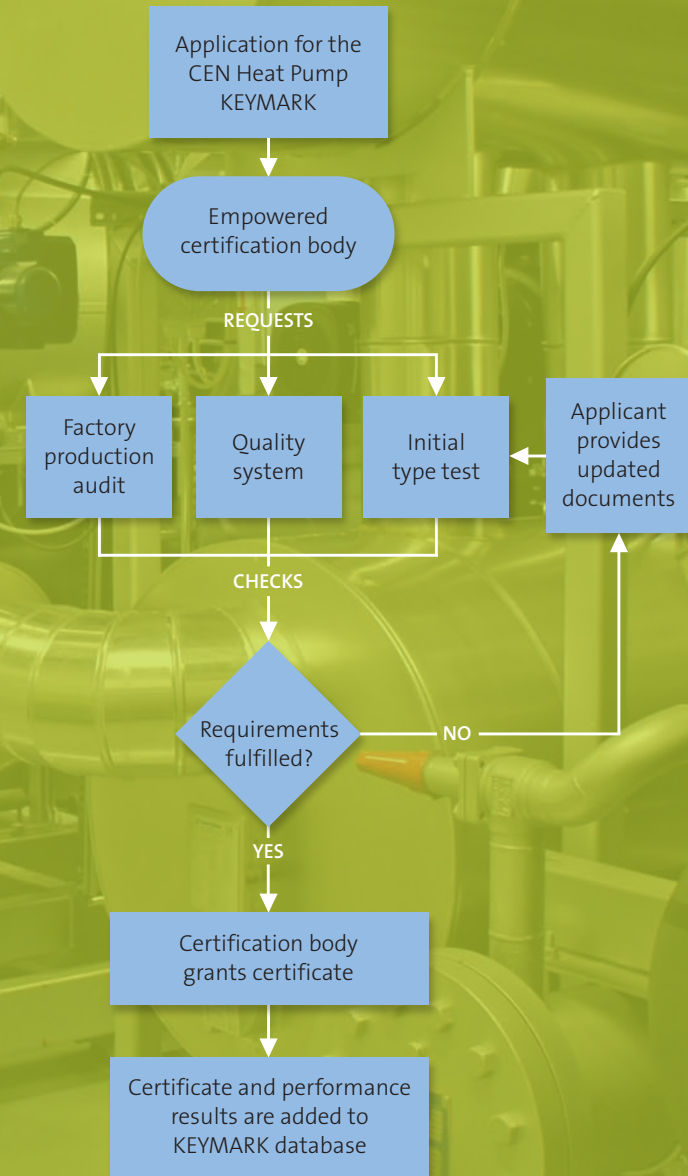 Application for the
CEN Heat Pump
KEYMARK
Empowered
certification body
REQUESTS
Factory
production
audit
Quality
system
Initial
type test
Applicant
provides
updated
documents
CHECKS
Requirements
fulfilled?
NO
YES
Certification body
grants certificate
Certificate and performance
results are added to
KEYMARK database